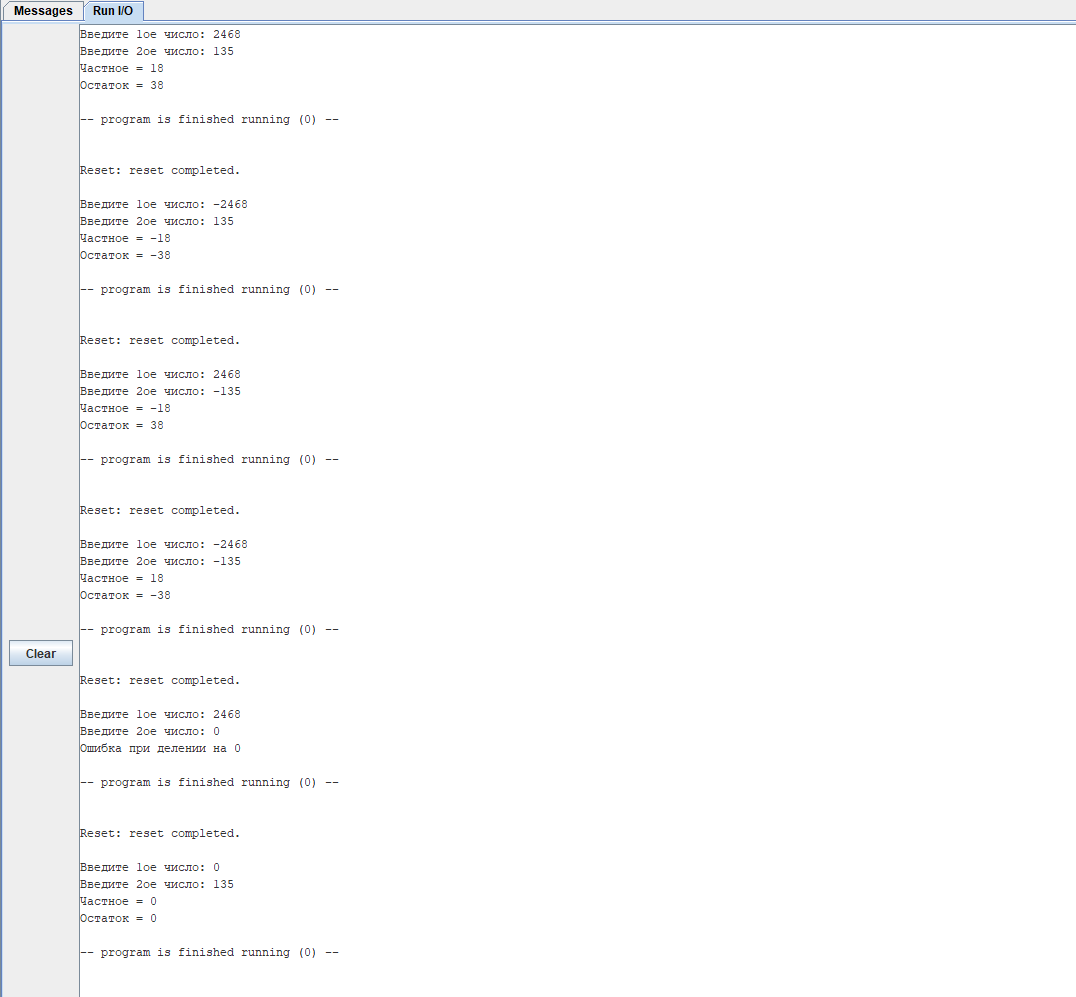 Messages Run I/O
Введите 1ое число: 2468
Введите 2ое число: 135
Частное = 18
Остаток = 38
-- program is finished running (0) --
Reset: reset completed.
Введите 1ое число: -2468
Введите 2ое число: 135
Частное = -18
Остаток = -38
-- program is finished running (0) --
Reset: reset completed.
Введите 1ое число: 2468
Введите 2ое число: -135
Частное = -18
Остаток = 38
-- program is finished running (0) --
Reset: reset completed.
Введите 1ое число: -2468
Введите 2ое число: -135
Частное = 18
Остаток = -38
-- program is finished running (0) --
Clear
Reset: reset completed.
Введите 1ое число: 2468
Введите 2ое число: 0
Ошибка при делении на 0
-- program is finished running (0) --
Reset: reset completed.
Введите 1ое число: 0
Введите 2ое число: 135
Частное = 0
Остаток = 0
-- program is finished running (0) --